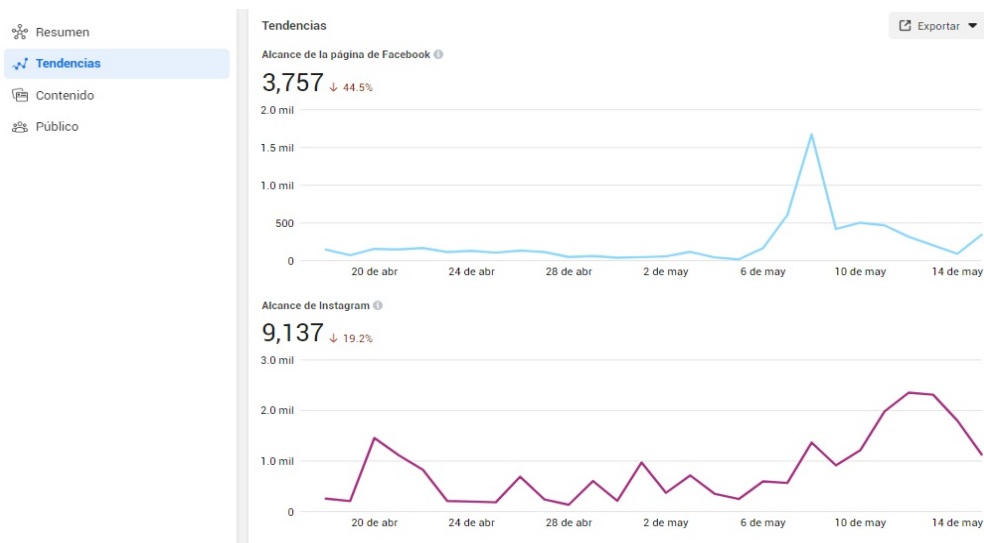 Resumen
Tendencias
Contenido
Público
Tendencias
Exportar
Alcance de la página de Facebook
3,757 ↓ 44.5%
2.0 mil
1.5 mil
1.0 mil
500
0
20 de abr 24 de abr 28 de abr 2 de may 6 de may 10 de may 14 de may
Alcance de Instagram
9,137 ↓ 19.2%
3.0 mil
2.0 mil
1.0 mil
0
20 de abr 24 de abr 28 de abr 2 de may 6 de may 10 de may 14 de may